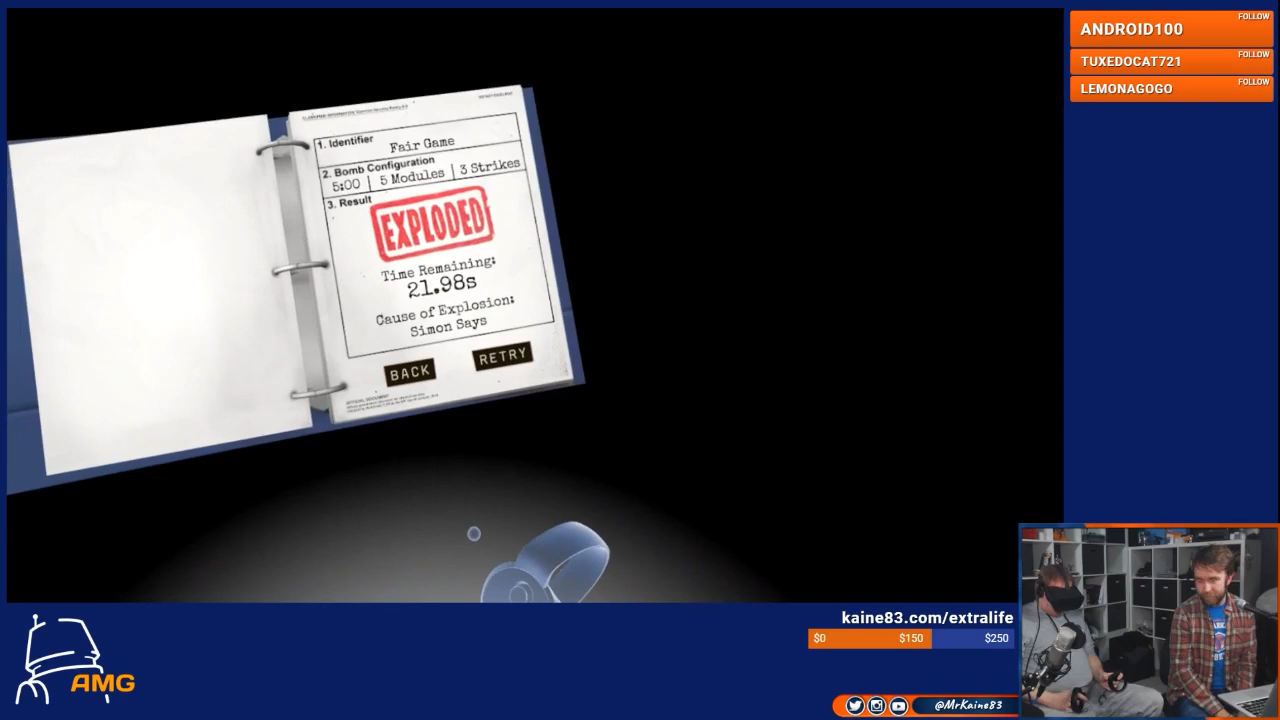 1. Identifier
Fair Game
2. Bomb Configuration
5:00 | 5 Modules | 3 Strikes
3. Result
EXPLODED
Time Remaining:
21.98s
Cause of Explosion:
Simon Says
BACK
RETRY
FOLLOW
ANDROID100
FOLLOW
TUXEDOCAT721
FOLLOW
LEMONAGOGO
AMG
kaine83.com/extralife
$0 $150 $250
@MrKaine83